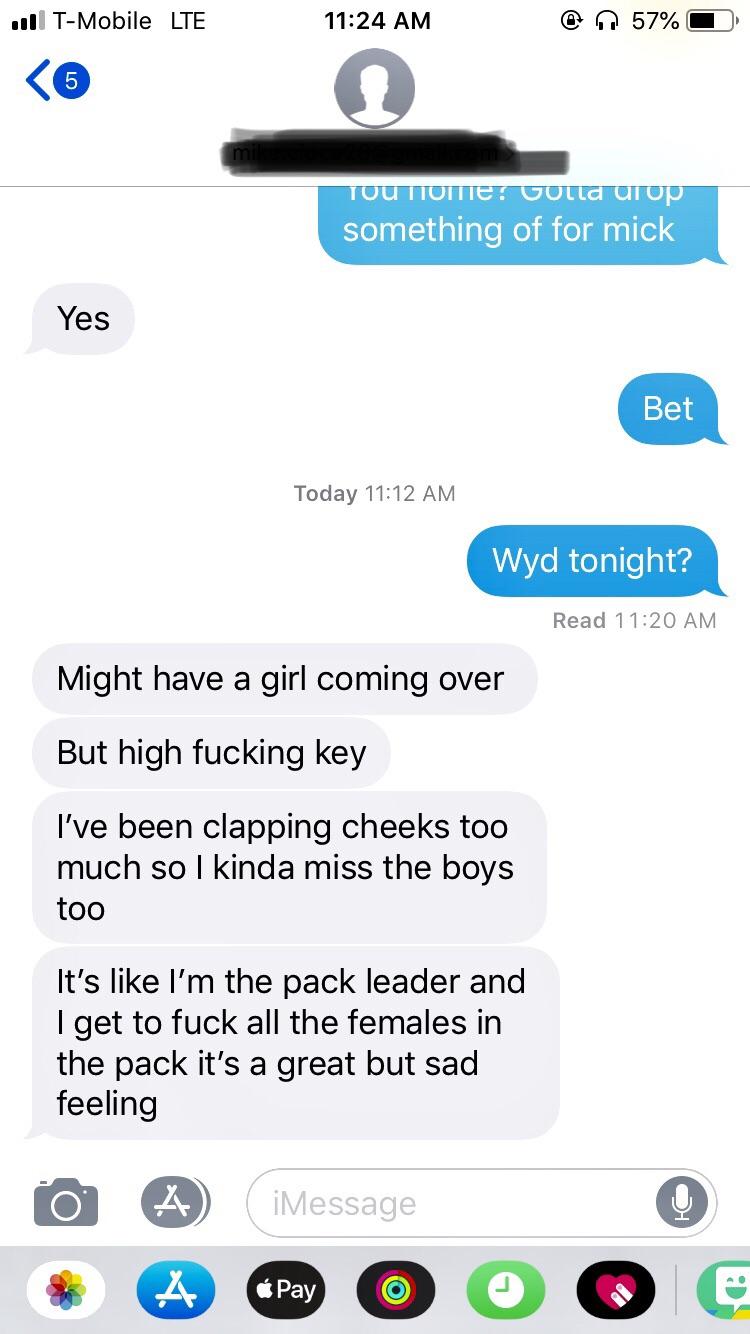 T-Mobile LTE 11:24 AM 57%
5
You home? Gotta drop
something of for mick
Yes
Bet
Today 11:12 AM
Wyd tonight?
Read 11:20 AM
Might have a girl coming over
But high fucking key
I've been clapping cheeks too
much so I kinda miss the boys
too
It's like I'm the pack leader and
I get to fuck all the females in
the pack it's a great but sad
feeling
iMessage
Pay